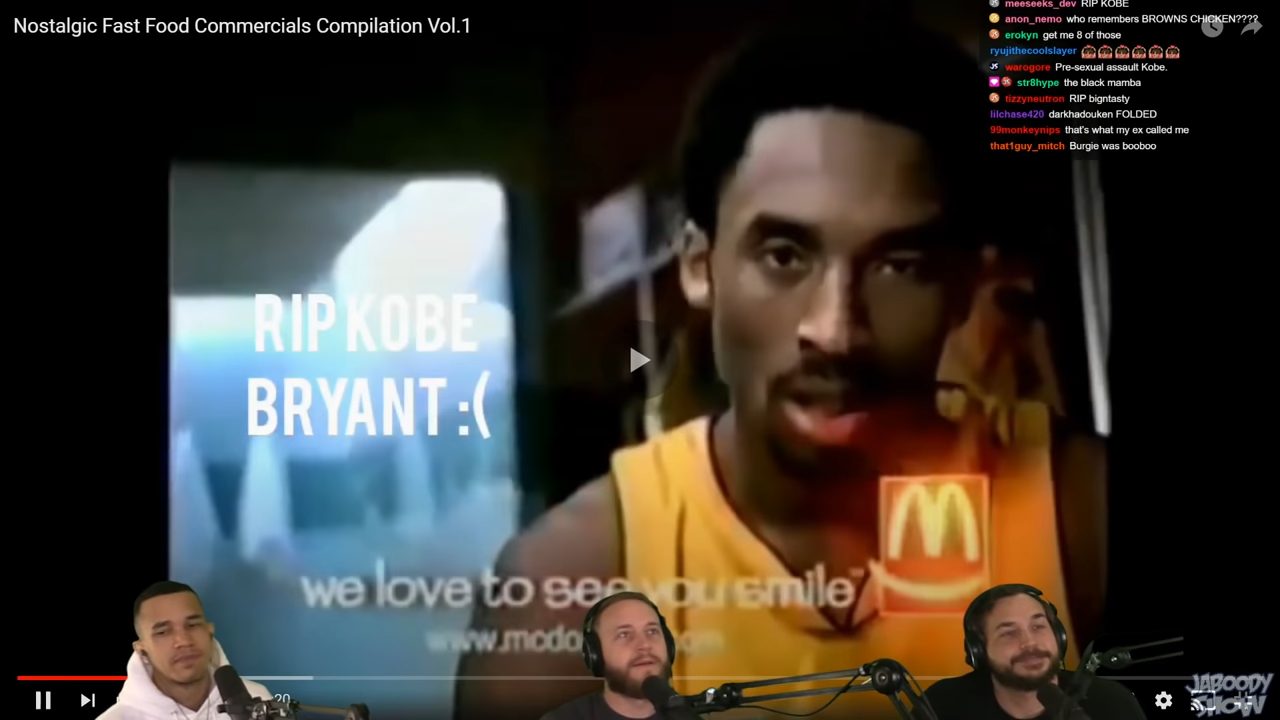 Nostalgic Fast Food Commercials Compilation Vol.1
meeseeks_dev RIP KOBE
anon_nemo who remembers BROWNS CHICKEN????
erokyn get me 8 of those
ryujithecoolslayer
warogore Pre-sexual assault Kobe.
str8hype the black mamba
tizzyneutron RIP bigntasty
lilchase420 darkhadouken FOLDED
99monkeynips that's what my ex called me
that1guy_mitch Burgie was booboo
RIP KOBE
BRYANT :(
we love to see you smile™
20
JABOODY
SHOW